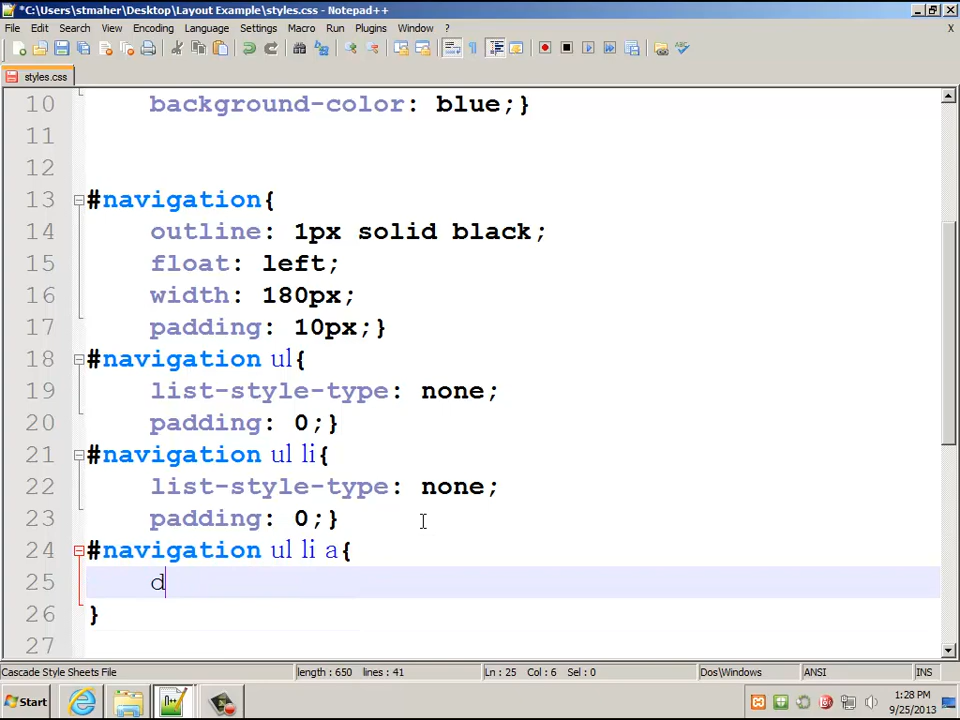 *C:\Users\stmaher\Desktop\Layout Example\styles.css - Notepad++
File Edit Search View Encoding Language Settings Macro Run Plugins Window ? X
styles.css
10 background-color: blue;}
11
12
13 #navigation{
14 outline: 1px solid black;
15 float: left;
16 width: 180px;
17 padding: 10px;}
18 #navigation ul{
19 list-style-type: none;
20 padding: 0;}
21 #navigation ul li{
22 list-style-type: none;
23 padding: 0;}
24 #navigation ul li a{
25 d
26 }
27
Cascade Style Sheets File length : 650 lines : 41 Ln : 25 Col : 6 Sel : 0 Dos\Windows ANSI INS
Start 1:28 PM
9/25/2013